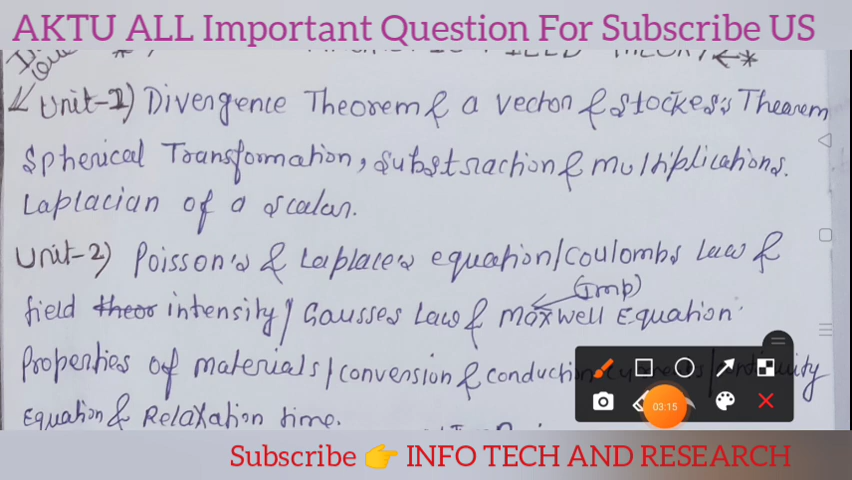 AKTU ALL Important Question For Subscribe US
THEORY ←*
Unit-1) Divergence Theorem & a vector & Stockes's Thearem
Spherical Transformation, Substraction & multiplications.
Laplacian of a scalar.
Unit-2) Poisson's & Laplace's equation/Coulombs Law &
(Imp)
field theor intensity/ Gausses Law & Maxwell Equation
Properties of materials/conversion & conduction
Equation & Relaxation time.
03:15
Subscribe 👉 INFO TECH AND RESEARCH